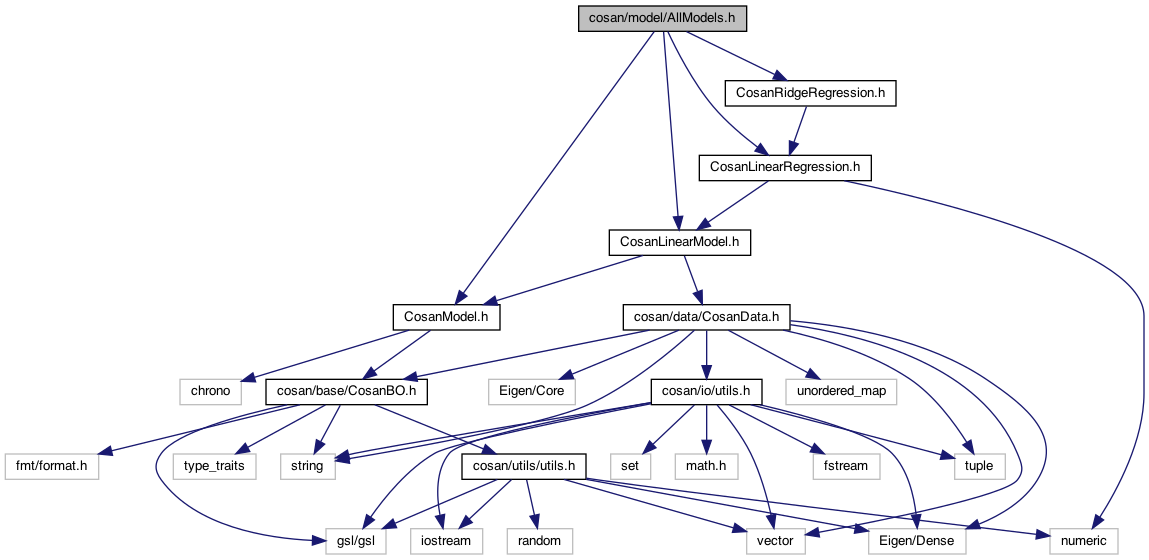 cosan/model/AllModels.h
CosanRidgeRegression.h
CosanLinearRegression.h
CosanLinearModel.h
CosanModel.h
cosan/data/CosanData.h
chrono
cosan/base/CosanBO.h
Eigen/Core
cosan/io/utils.h
unordered_map
fmt/format.h
type_traits
string
cosan/utils/utils.h
set
math.h
fstream
tuple
gsl/gsl
iostream
random
vector
Eigen/Dense
numeric